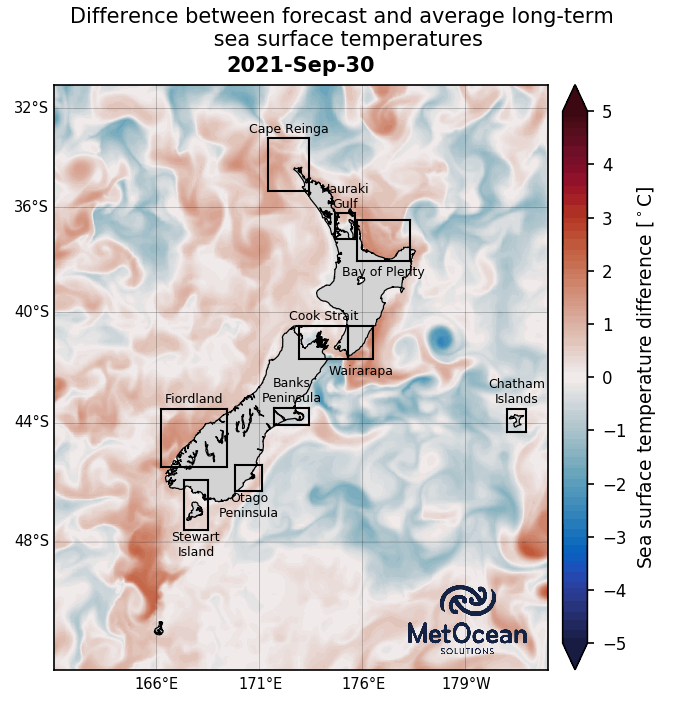 Difference between forecast and average long-term
sea surface temperatures
2021-Sep-30
32°S
36°S
40°S
44°S
48°S
166°E
171°E
176°E
179°W
Cape Reinga
Hauraki
Gulf
Bay of Plenty
Cook Strait
Wairarapa
Banks
Peninsula
Chatham
Islands
Fiordland
Otago
Peninsula
Stewart
Island
MetOcean
SOLUTIONS
5
4
3
2
1
0
−1
−2
−3
−4
−5
Sea surface temperature difference [°C]